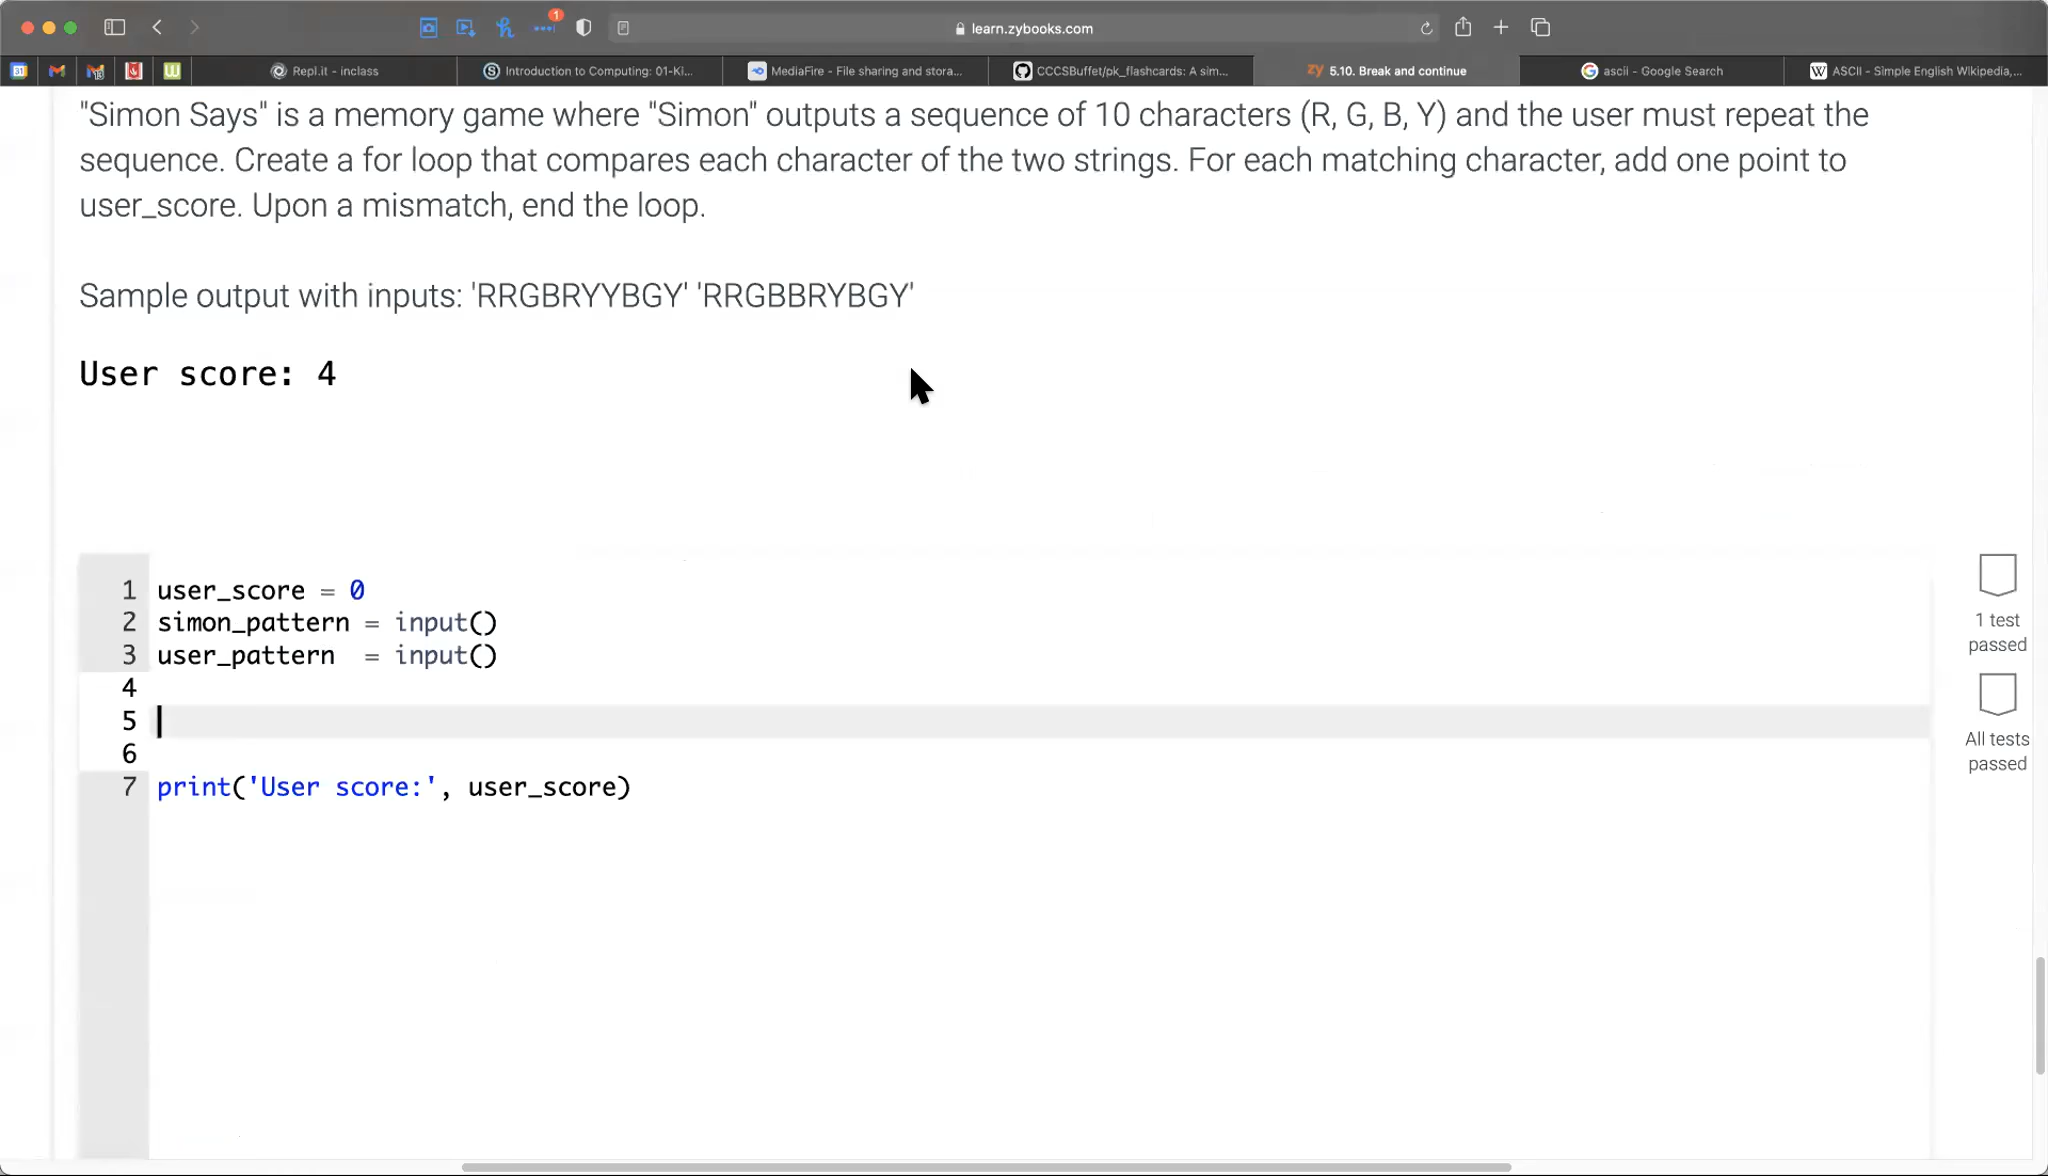 learn.zybooks.com
1
31
Repl.it - inclass
Introduction to Computing: 01-Kl...
MediaFire - File sharing and stora...
CCCSBuffet/pk_flashcards: A sim...
zy 5.10. Break and continue
ascii - Google Search
W ASCII - Simple English Wikipedia,...
"Simon Says" is a memory game where "Simon" outputs a sequence of 10 characters (R, G, B, Y) and the user must repeat the
sequence. Create a for loop that compares each character of the two strings. For each matching character, add one point to
user_score. Upon a mismatch, end the loop.
Sample output with inputs: 'RRGBRYYBGY' 'RRGBBRYBGY'
User score: 4
1 user_score = 0
2 simon_pattern = input()
3 user_pattern  = input()
4
5
6
7 print('User score:', user_score)
1 test
passed
All tests
passed